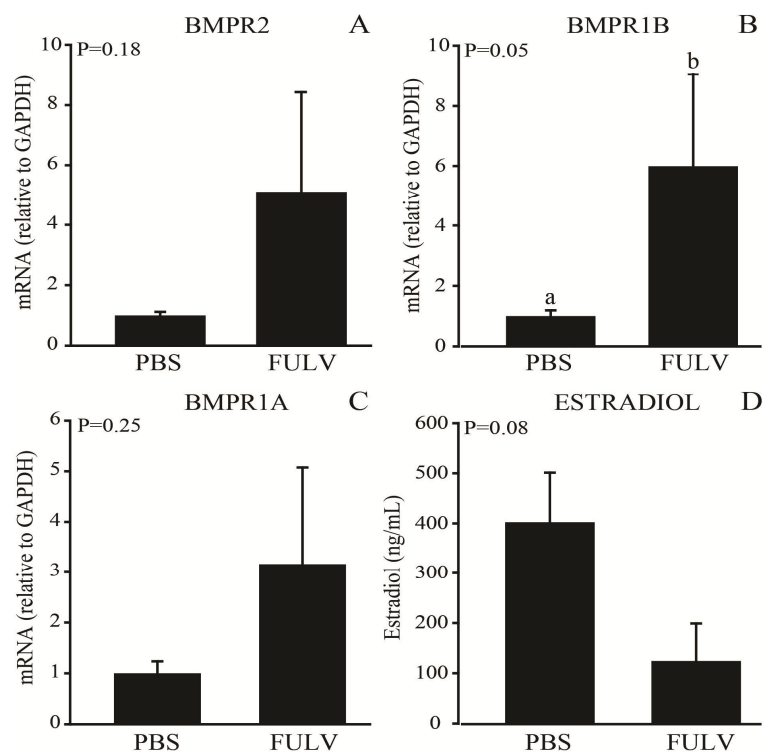 BMPR2 A
P=0.18
mRNA (relative to GAPDH)
10
8
6
4
2
0
PBS FULV
BMPR1B B
P=0.05
mRNA (relative to GAPDH)
10
8
6
4
2
0
a
b
PBS FULV
BMPR1A C
P=0.25
mRNA (relative to GAPDH)
6
5
4
3
2
1
0
PBS FULV
ESTRADIOL D
P=0.08
Estradiol (ng/mL)
600
500
400
300
200
100
0
PBS FULV